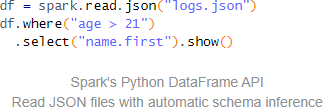 df = spark.read.json("logs.json")
df.where("age > 21")
  .select("name.first").show()
Spark's Python DataFrame API
Read JSON files with automatic schema inference